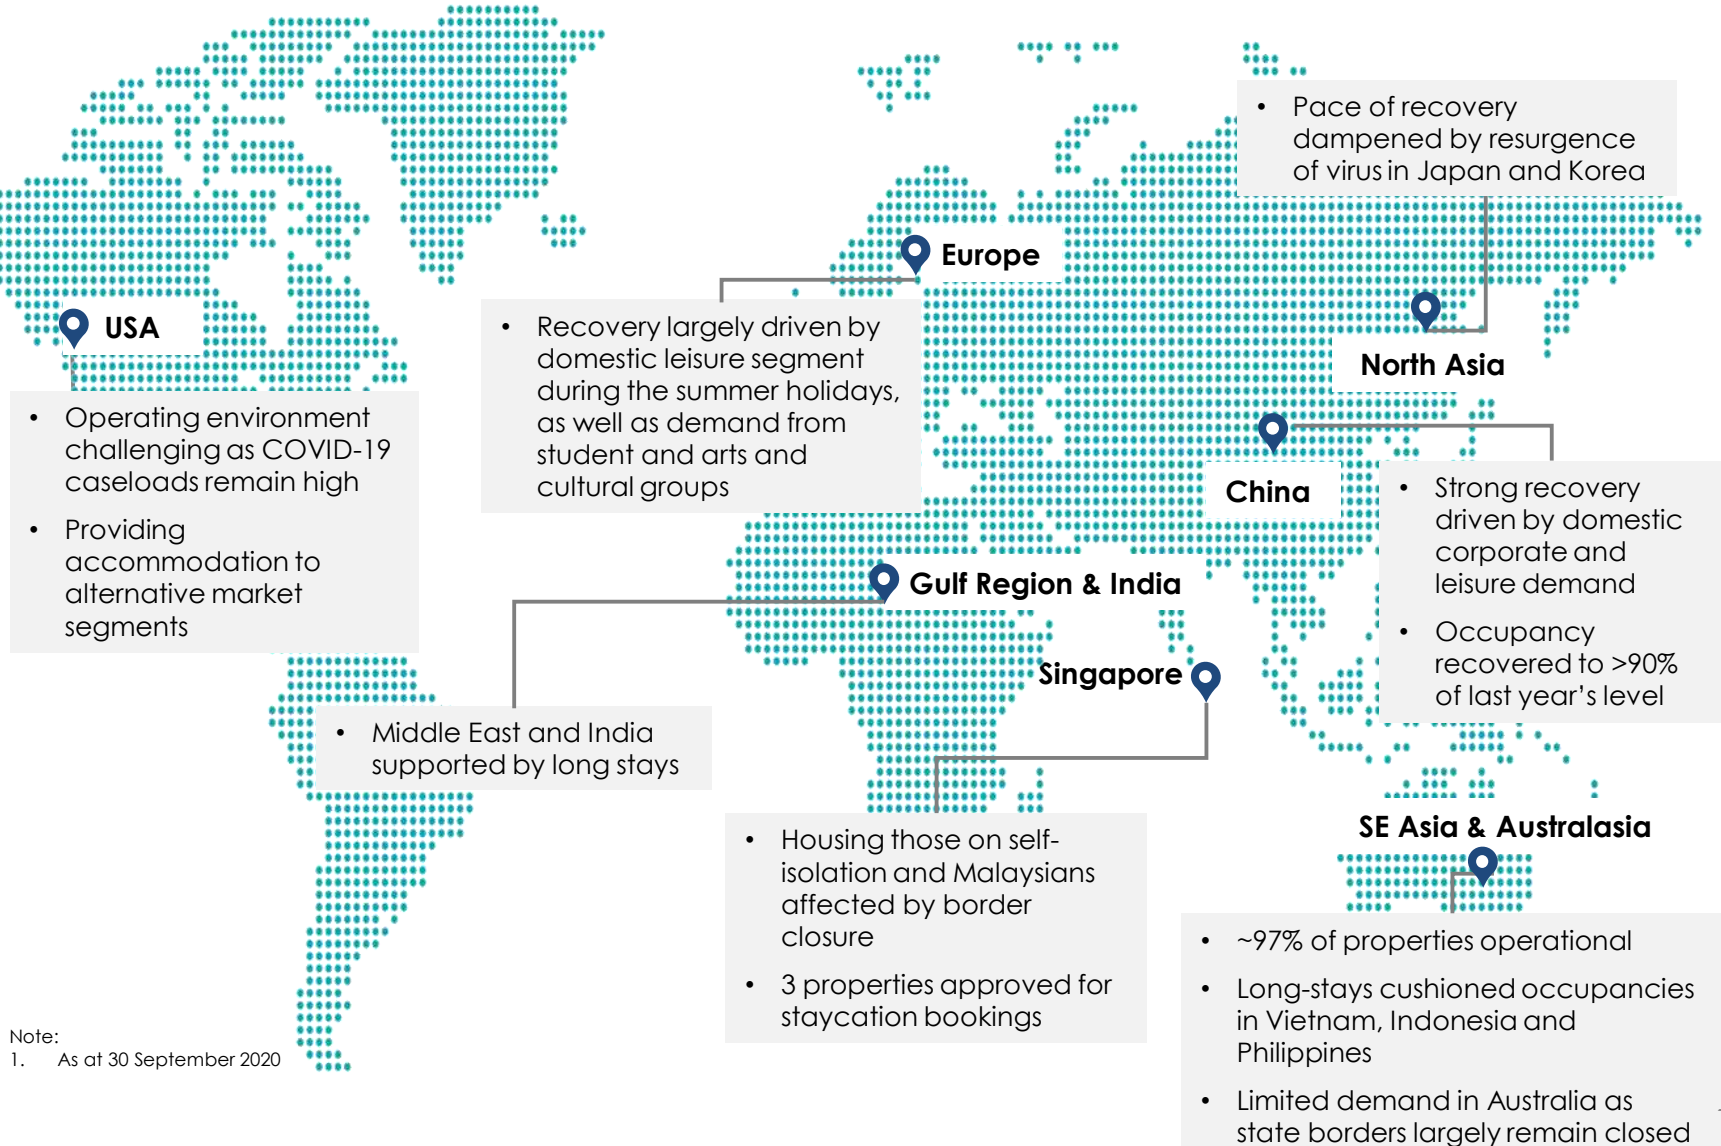 • Pace of recovery
dampened by resurgence
of virus in Japan and Korea
Europe
USA
• Recovery largely driven by
domestic leisure segment
during the summer holidays,
as well as demand from
student and arts and
cultural groups
North Asia
• Operating environment
challenging as COVID-19
caseloads remain high
• Providing
accommodation to
alternative market
segments
China
• Strong recovery
driven by domestic
corporate and
leisure demand
• Occupancy
recovered to >90%
of last year’s level
Gulf Region & India
Singapore
• Middle East and India
supported by long stays
SE Asia & Australasia
• Housing those on self-
isolation and Malaysians
affected by border
closure
• 3 properties approved for
staycation bookings
• ~97% of properties operational
• Long-stays cushioned occupancies
in Vietnam, Indonesia and
Philippines
• Limited demand in Australia as
state borders largely remain closed
Note:
1. As at 30 September 2020